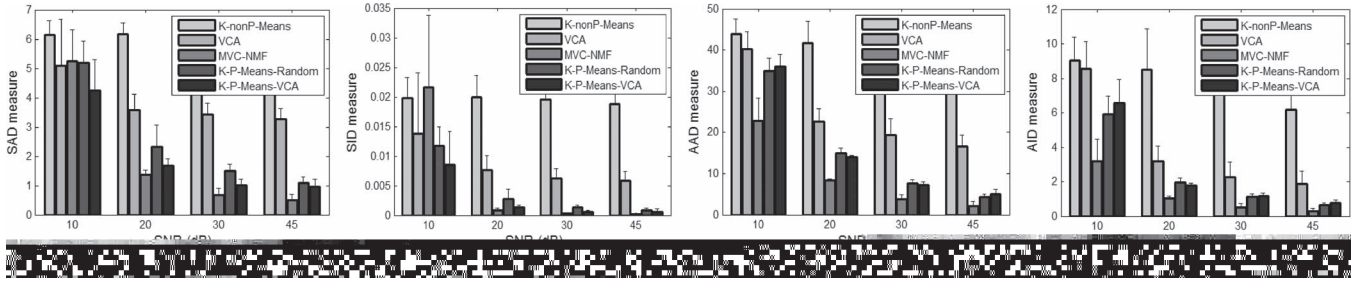 SAD measure
7
6
5
4
3
2
1
0
10 20 30 45
SNR (dB)
K-nonP-Means
VCA
MVC-NMF
K-P-Means-Random
K-P-Means-VCA
SID measure
0.035
0.03
0.025
0.02
0.015
0.01
0.005
0
10 20 30 45
SNR (dB)
K-nonP-Means
VCA
MVC-NMF
K-P-Means-Random
K-P-Means-VCA
AAD measure
50
40
30
20
10
0
10 20 30 45
SNR
K-nonP-Means
VCA
MVC-NMF
K-P-Means-Random
K-P-Means-VCA
AID measure
12
10
8
6
4
2
0
10 20 30 45
K-nonP-Means
VCA
MVC-NMF
K-P-Means-Random
K-P-Means-VCA